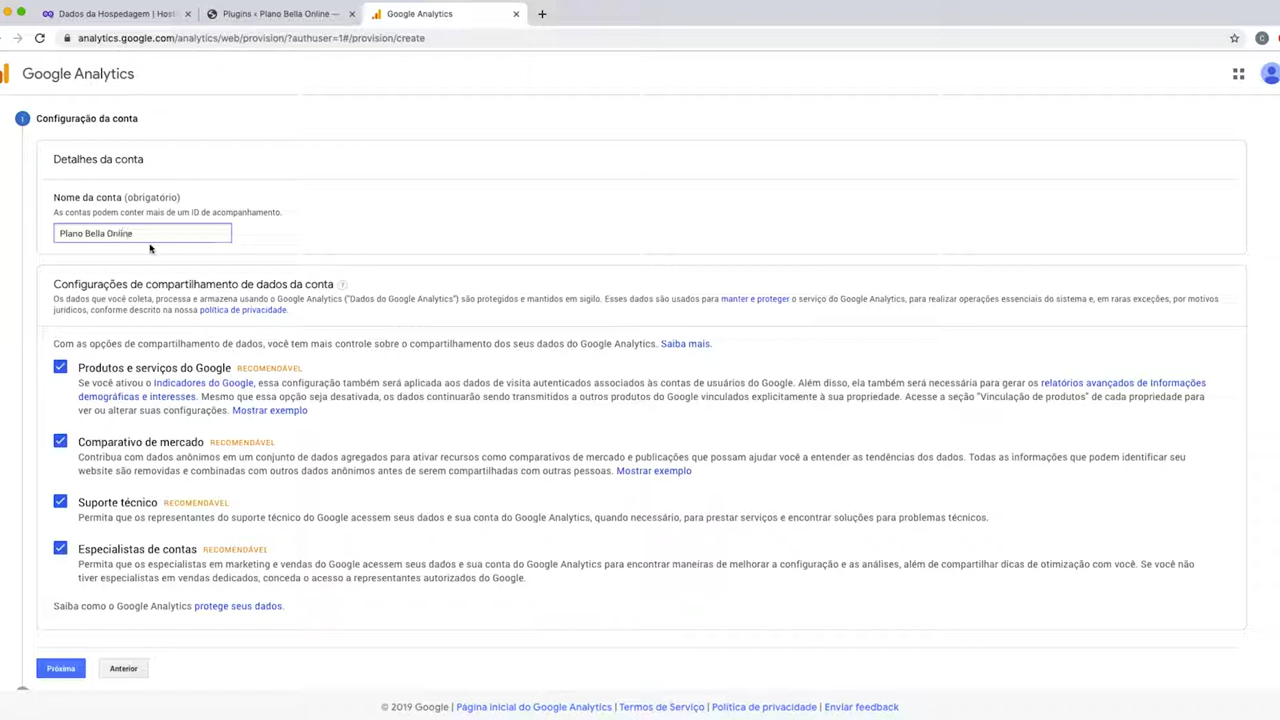 Dados da Hospedagem | Host
Plugins ‹ Plano Bella Online —
Google Analytics
analytics.google.com/analytics/web/provision/?authuser=1#/provision/create
C
Google Analytics
1 Configuração da conta
Detalhes da conta
Nome da conta (obrigatório)
As contas podem conter mais de um ID de acompanhamento.
Plano Bella Online
Configurações de compartilhamento de dados da conta ?
Os dados que você coleta, processa e armazena usando o Google Analytics ("Dados do Google Analytics") são protegidos e mantidos em sigilo. Esses dados são usados para manter e proteger o serviço do Google Analytics, para realizar operações essenciais do sistema e, em raras exceções, por motivos
jurídicos, conforme descrito na nossa política de privacidade.
Com as opções de compartilhamento de dados, você tem mais controle sobre o compartilhamento dos seus dados do Google Analytics. Saiba mais.
Produtos e serviços do Google RECOMENDÁVEL
Se você ativou o Indicadores do Google, essa configuração também será aplicada aos dados de visita autenticados associados às contas de usuários do Google. Além disso, ela também será necessária para gerar os relatórios avançados de Informações
demográficas e interesses. Mesmo que essa opção seja desativada, os dados continuarão sendo transmitidos a outros produtos do Google vinculados explicitamente à sua propriedade. Acesse a seção "Vinculação de produtos" de cada propriedade para
ver ou alterar suas configurações. Mostrar exemplo
Comparativo de mercado RECOMENDÁVEL
Contribua com dados anônimos em um conjunto de dados agregados para ativar recursos como comparativos de mercado e publicações que possam ajudar você a entender as tendências dos dados. Todas as informações que podem identificar seu
website são removidas e combinadas com outros dados anônimos antes de serem compartilhadas com outras pessoas. Mostrar exemplo
Suporte técnico RECOMENDÁVEL
Permita que os representantes do suporte técnico do Google acessem seus dados e sua conta do Google Analytics, quando necessário, para prestar serviços e encontrar soluções para problemas técnicos.
Especialistas de contas RECOMENDÁVEL
Permita que os especialistas em marketing e vendas do Google acessem seus dados e sua conta do Google Analytics para encontrar maneiras de melhorar a configuração e as análises, além de compartilhar dicas de otimização com você. Se você não
tiver especialistas em vendas dedicados, conceda o acesso a representantes autorizados do Google.
Saiba como o Google Analytics protege seus dados.
Próxima Anterior
© 2019 Google | Página inicial do Google Analytics | Termos de Serviço | Política de privacidade | Enviar feedback